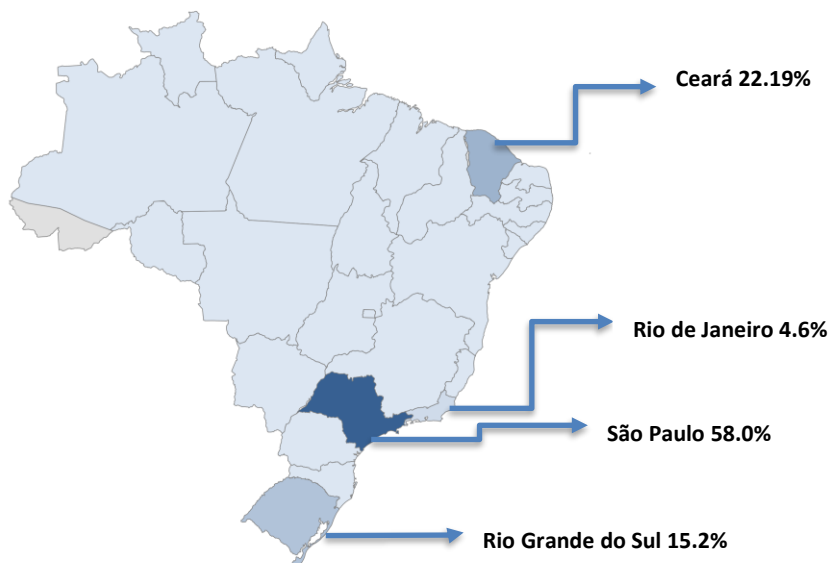 Ceará 22.19%
Rio de Janeiro 4.6%
São Paulo 58.0%
Rio Grande do Sul 15.2%